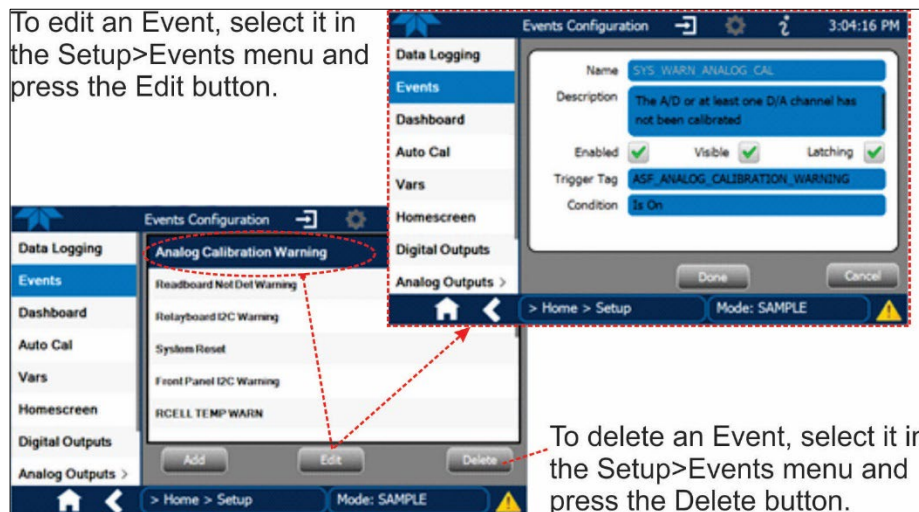 To edit an Event, select it in
the Setup>Events menu and
press the Edit button.
Events Configuration
3:04:16 PM
Data Logging
Events
Dashboard
Auto Cal
Vars
Homescreen
Digital Outputs
Analog Outputs >
Name SYS_WARN_ANALOG_CAL
Description The A/D or at least one D/A channel has
not been calibrated
Enabled Visible Latching
Trigger Tag ASF_ANALOG_CALIBRATION_WARNING
Condition Is On
Done Cancel
> Home > Setup Mode: SAMPLE
Events Configuration
Data Logging
Events
Dashboard
Auto Cal
Vars
Homescreen
Digital Outputs
Analog Outputs >
Analog Calibration Warning
Readboard Not Det Warning
Relayboard I2C Warning
System Reset
Front Panel I2C Warning
RCELL TEMP WARN
Add Edit Delete
> Home > Setup Mode: SAMPLE
To delete an Event, select it in
the Setup>Events menu and
press the Delete button.